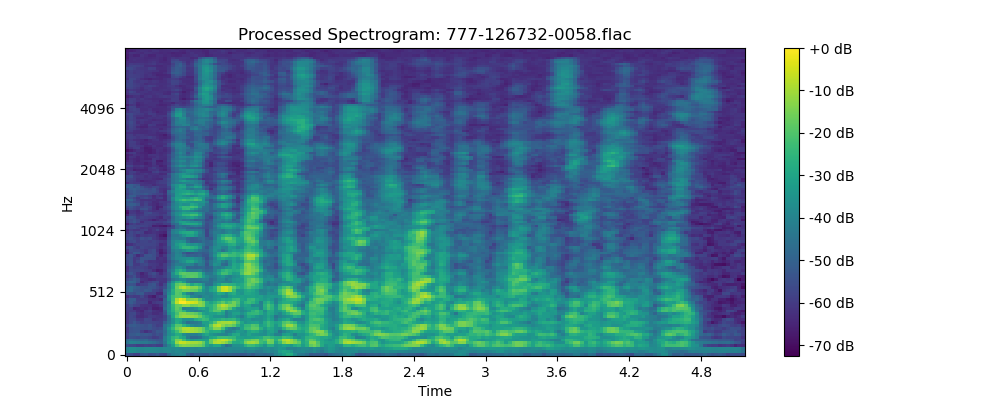 Processed Spectrogram: 777-126732-0058.flac
Hz
4096
2048
1024
512
0
0 0.6 1.2 1.8 2.4 3 3.6 4.2 4.8
Time
+0 dB
-10 dB
-20 dB
-30 dB
-40 dB
-50 dB
-60 dB
-70 dB